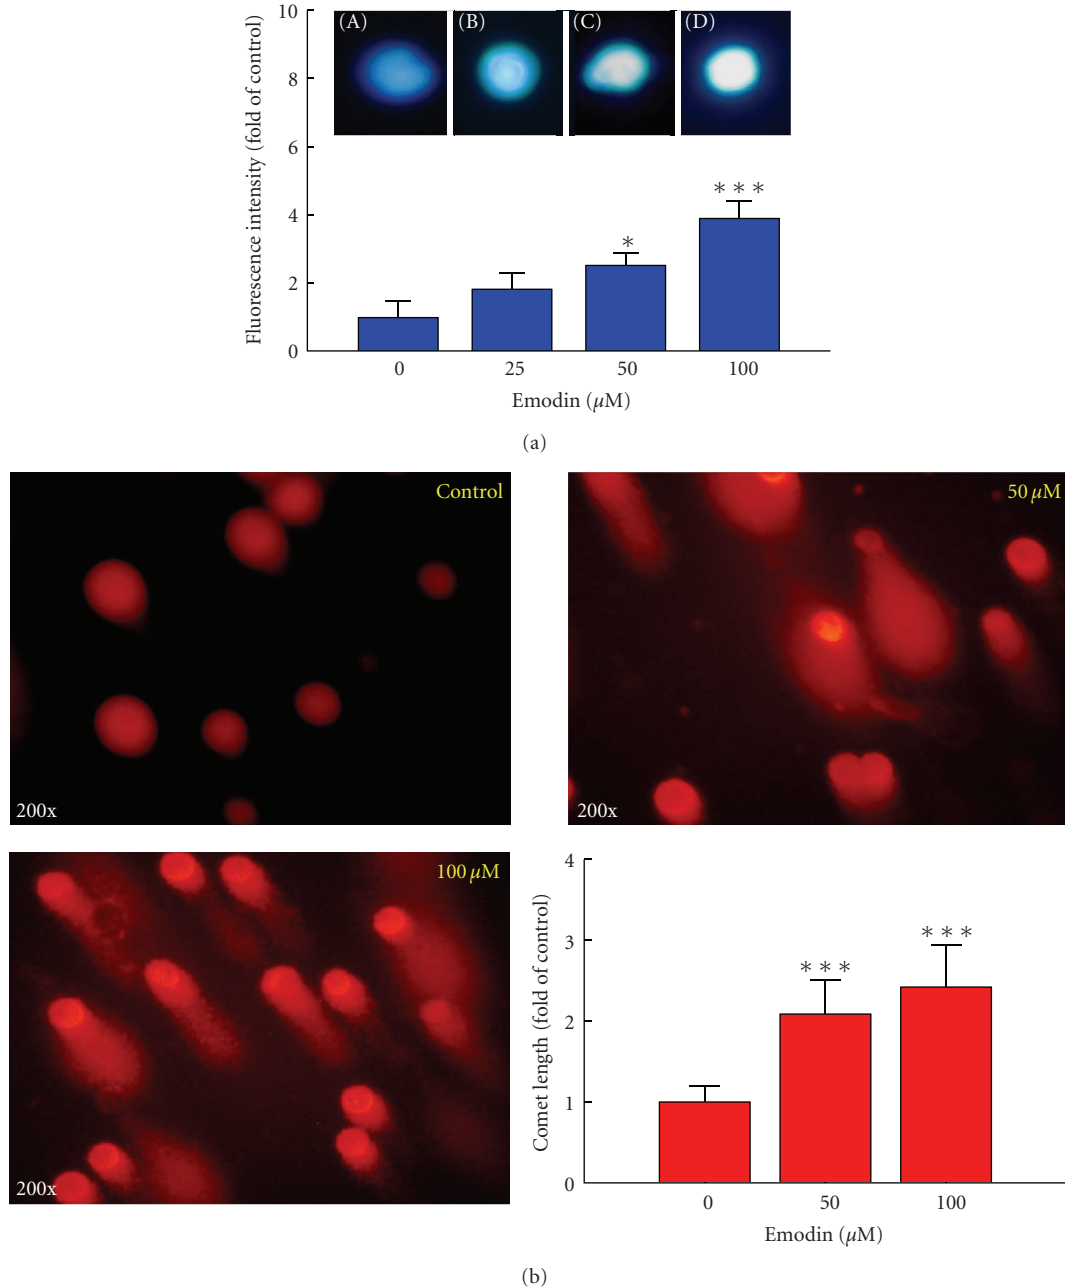 Fluorescence intensity (fold of control)
10
8
6
4
2
0
(A) (B) (C) (D)
*
***
0 25 50 100
Emodin (μM)
(a)
Control
200x
50 μM
200x
100 μM
200x
Comet length (fold of control)
4
3
2
1
0
***
***
0 50 100
Emodin (μM)
(b)